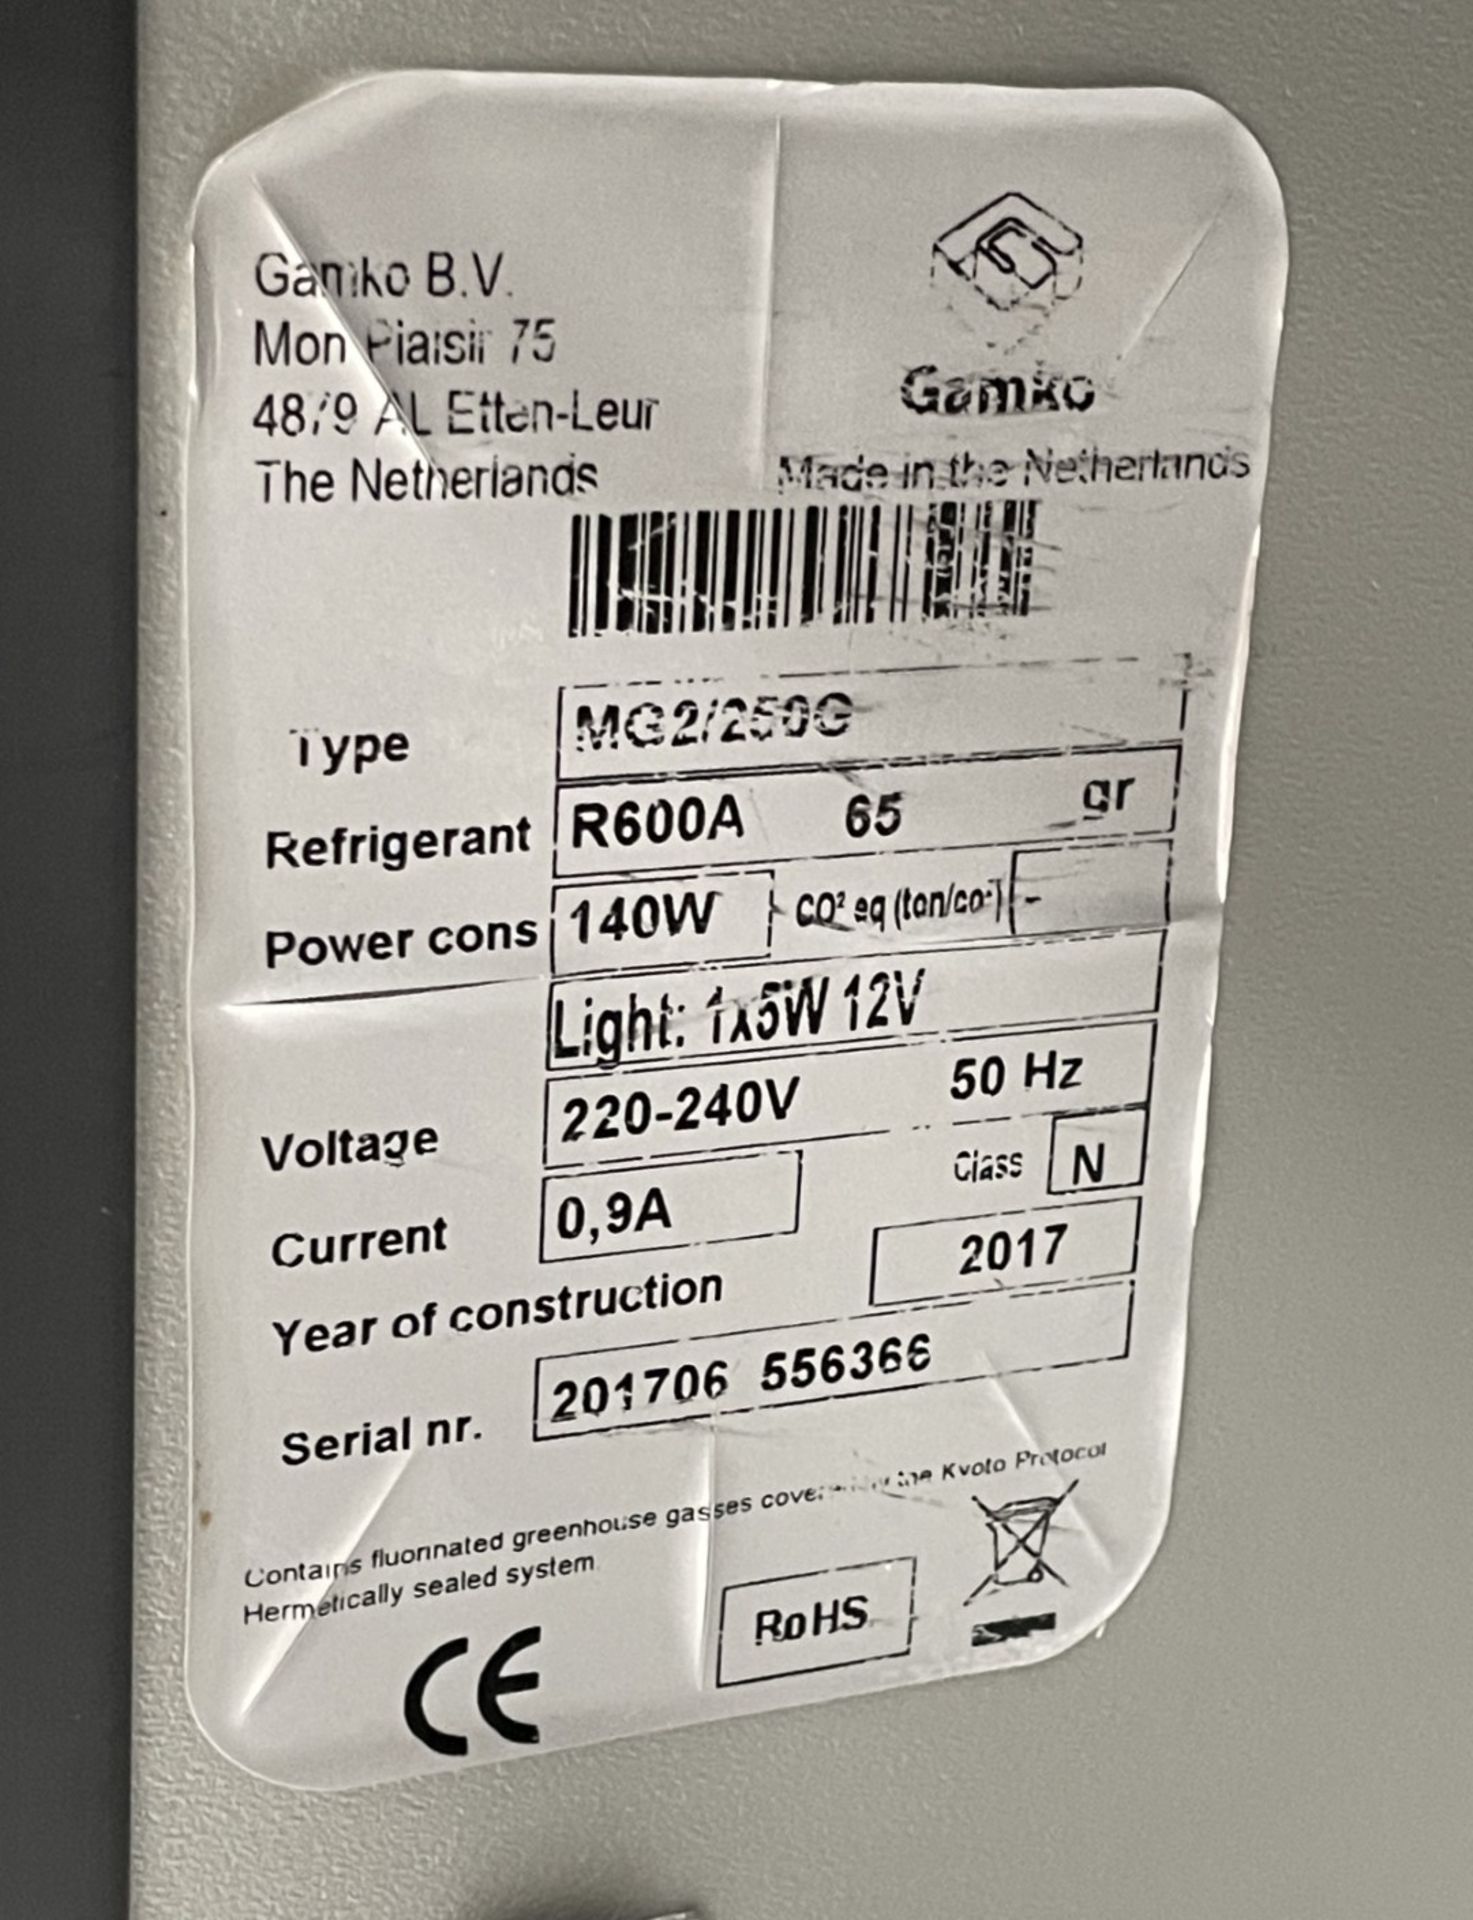 Gamko B.V.
Mon Plaisir 75
4879 AL Etten-Leur
The Netherlands
Gamko
Made in the Netherlands
Type MG2/250G
Refrigerant R600A 65 gr
Power cons 140W CO² eq (ton/co²) -
Light: 1x5W 12V
Voltage 220-240V 50 Hz
Current 0,9A Class N
Year of construction 2017
Serial nr. 201706 556366
Contains fluorinated greenhouse gasses covered by the Kyoto Protocol
Hermetically sealed system
CE
RoHS